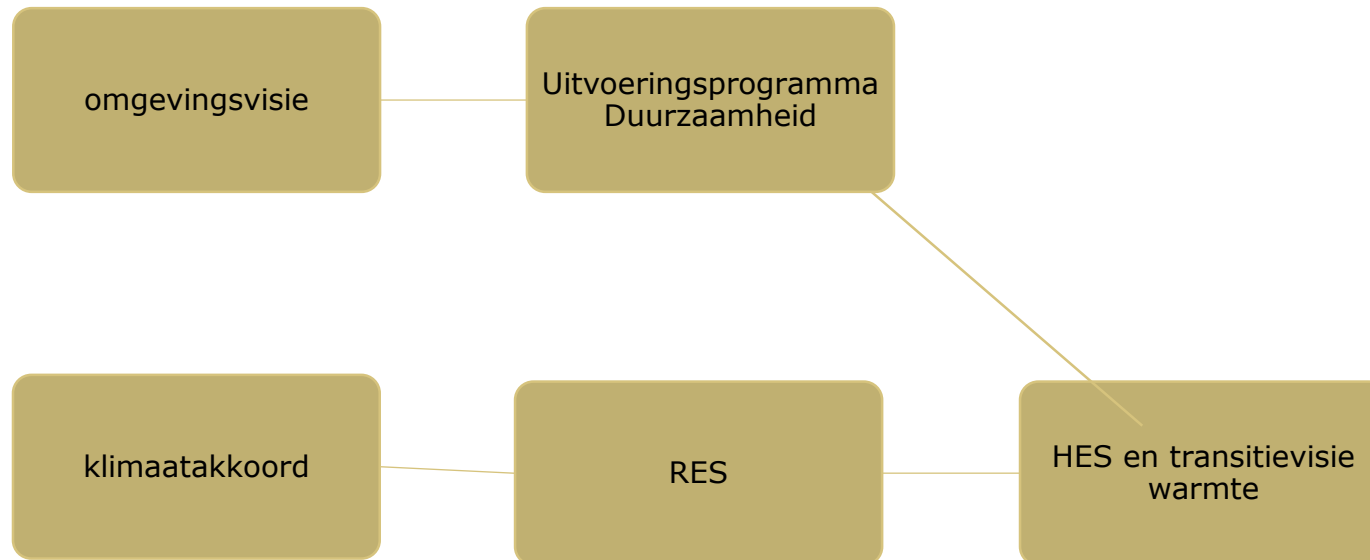 omgevingsvisie
Uitvoeringsprogramma
Duurzaamheid
klimaatakkoord
RES
HES en transitievisie
warmte